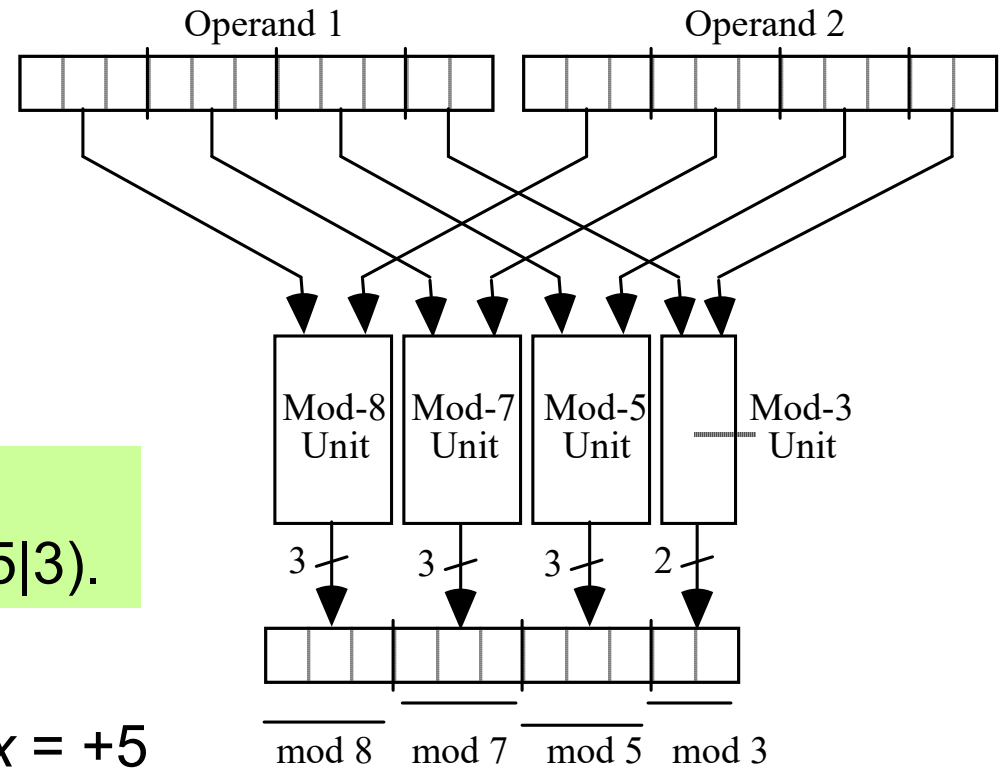 Operand 1
Operand 2
Mod-8
Unit
Mod-7
Unit
Mod-5
Unit
Mod-3
Unit
3
3
3
2
mod 8
mod 7
mod 5
mod 3
5|3).
x = +5